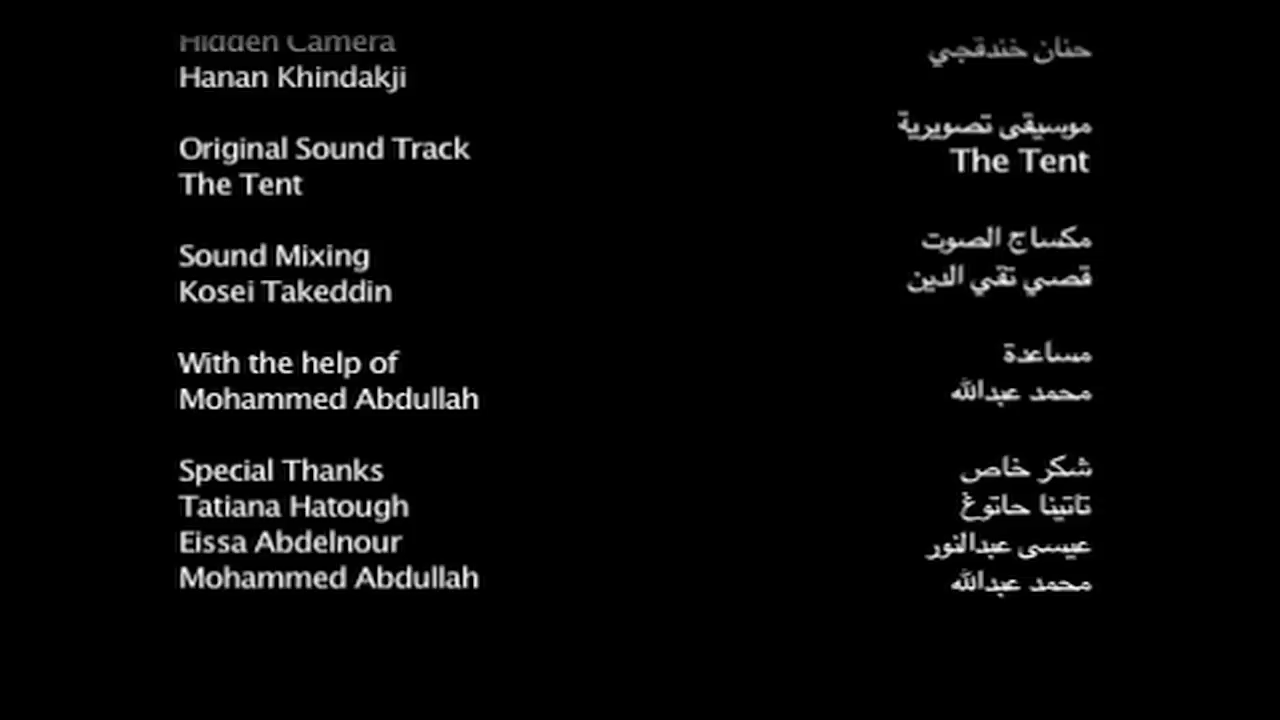 Hidden Camera
Hanan Khindakji
Original Sound Track
The Tent
Sound Mixing
Kosei Takeddin
With the help of
Mohammed Abdullah
Special Thanks
Tatiana Hatough
Eissa Abdelnour
Mohammed Abdullah
حنان خندقجي
موسيقى تصويرية
The Tent
مكساج الصوت
قصي تقي الدين
مساعدة
محمد عبدالله
شكر خاص
تاتينا حاتوغ
عيسى عبدالنور
محمد عبدالله